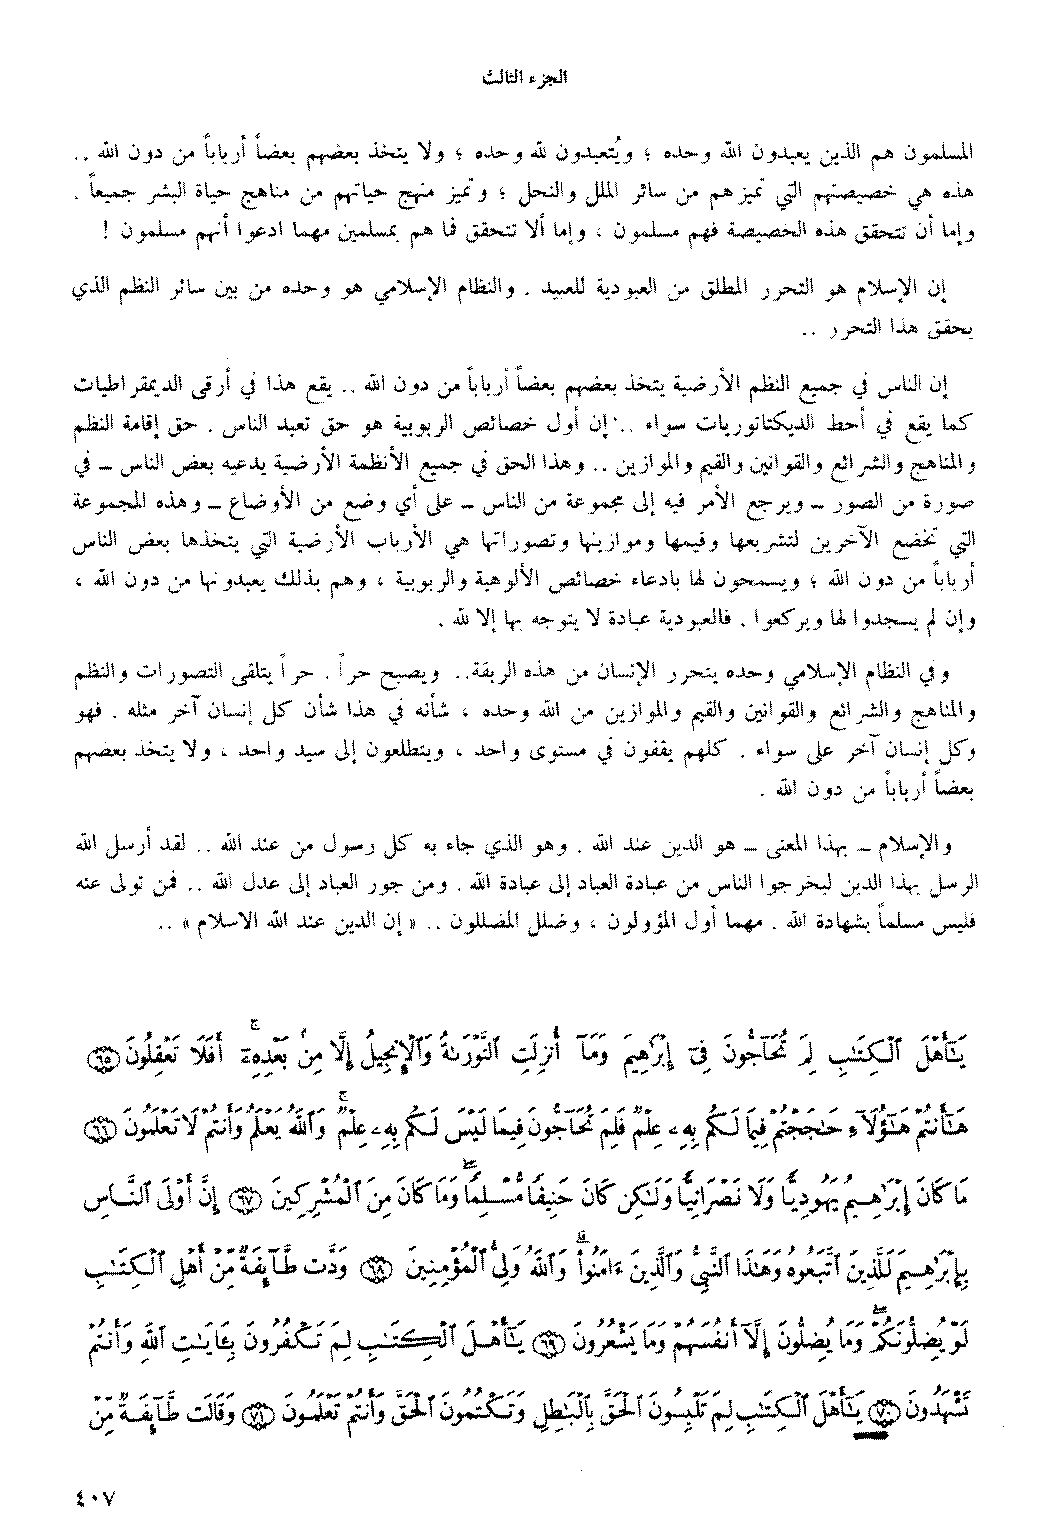 الجزء الثالث
المسلمون هم الذين يعبدون الله وحده ؛ ويُتعبدون لله وحده ؛ ولا يتخذ بعضهم بعضاً أرباباً من دون الله ..
هذه هي خصيصتهم التي تميزهم من سائر الملل والنحل ؛ وتميز منهج حياتهم من مناهج حياة البشر جميعاً .
وإما أن تتحقق هذه الخصيصة فهم مسلمون ، وإما ألا تتحقق فما هم بمسلمين مهما ادعوا أنهم مسلمون !
إن الإسلام هو التحرر المطلق من العبودية للعبيد . والنظام الإسلامي هو وحده من بين سائر النظم الذي
يحقق هذا التحرر ..
إن الناس في جميع النظم الأرضية يتخذ بعضهم بعضاً أرباباً من دون الله .. يقع هذا في أرقى الديمقراطيات
كما يقع في أحط الديكتاتوريات سواء .. إن أول خصائص الربوبية هو حق تعبد الناس . حق إقامة النظم
والمناهج والشرائع والقوانين والقيم والموازين .. وهذا الحق في جميع الأنظمة الأرضية يدعيه بعض الناس – في
صورة من الصور – ويرجع الأمر فيه إلى مجموعة من الناس – على أي وضع من الأوضاع – وهذه المجموعة
التي تخضع الآخرين لتشريعها وقيمها وموازينها وتصوراتها هي الأرباب الأرضية التي يتخذها بعض الناس
أرباباً من دون الله ؛ ويسمحون لها بادعاء خصائص الألوهية والربوبية ، وهم بذلك يعبدونها من دون الله ،
وإن لم يسجدوا لها ويركعوا . فالعبودية عبادة لا يتوجه بها إلا لله .
وفي النظام الإسلامي وحده يتحرر الإنسان من هذه الربقة.. ويصبح حراً . حراً يتلقى التصورات والنظم
والمناهج والشرائع والقوانين والقيم والموازين من الله وحده ، شأنه في هذا شأن كل إنسان آخر مثله . فهو
وكل إنسان آخر على سواء . كلهم يقفون في مستوى واحد ، ويتطلعون إلى سيد واحد ، ولا يتخذ بعضهم
بعضاً أرباباً من دون الله .
والإسلام – بهذا المعنى – هو الدين عند الله . وهو الذي جاء به كل رسول من عند الله .. لقد أرسل الله
الرسل بهذا الدين ليخرجوا الناس من عبادة العباد إلى عبادة الله . ومن جور العباد إلى عدل الله .. فمن تولى عنه
فليس مسلماً بشهادة الله . مهما أول المؤولون ، وضلل المضللون .. « إن الدين عند الله الاسلام » ..
يَـٰٓأَهْلَ ٱلْكِتَـٰبِ لِمَ تُحَآجُّونَ فِىٓ إِبْرَٰهِيمَ وَمَآ أُنزِلَتِ ٱلتَّوْرَىٰةُ وَٱلْإِنجِيلُ إِلَّا مِنۢ بَعْدِهِۦٓ ۚ أَفَلَا تَعْقِلُونَ ﴿٦٥﴾
هَـٰٓأَنتُمْ هَـٰٓؤُلَآءِ حَـٰجَجْتُمْ فِيمَا لَكُم بِهِۦ عِلْمٌ فَلِمَ تُحَآجُّونَ فِيمَا لَيْسَ لَكُم بِهِۦ عِلْمٌ ۚ وَٱللَّهُ يَعْلَمُ وَأَنتُمْ لَا تَعْلَمُونَ ﴿٦٦﴾
مَا كَانَ إِبْرَٰهِيمُ يَهُودِيًّا وَلَا نَصْرَانِيًّا وَلَـٰكِن كَانَ حَنِيفًا مُّسْلِمًا ۖ وَمَا كَانَ مِنَ ٱلْمُشْرِكِينَ ﴿٦٧﴾ إِنَّ أَوْلَى ٱلنَّاسِ
بِإِبْرَٰهِيمَ لَلَّذِينَ ٱتَّبَعُوهُ وَهَـٰذَا ٱلنَّبِىُّ وَٱلَّذِينَ ءَامَنُوا۟ ۗ وَٱللَّهُ وَلِىُّ ٱلْمُؤْمِنِينَ ﴿٦٨﴾ وَدَّت طَّآئِفَةٌ مِّنْ أَهْلِ ٱلْكِتَـٰبِ
لَوْ يُضِلُّونَكُمْ ۖ وَمَا يُضِلُّونَ إِلَّآ أَنفُسَهُمْ وَمَا يَشْعُرُونَ ﴿٦٩﴾ يَـٰٓأَهْلَ ٱلْكِتَـٰبِ لِمَ تَكْفُرُونَ بِـَٔايَـٰتِ ٱللَّهِ وَأَنتُمْ
تَشْهَدُونَ ﴿٧٠﴾ يَـٰٓأَهْلَ ٱلْكِتَـٰبِ لِمَ تَلْبِسُونَ ٱلْحَقَّ بِٱلْبَـٰطِلِ وَتَكْتُمُونَ ٱلْحَقَّ وَأَنتُمْ تَعْلَمُونَ ﴿٧١﴾ وَقَالَت طَّآئِفَةٌ مِّنْ
٤٠٧